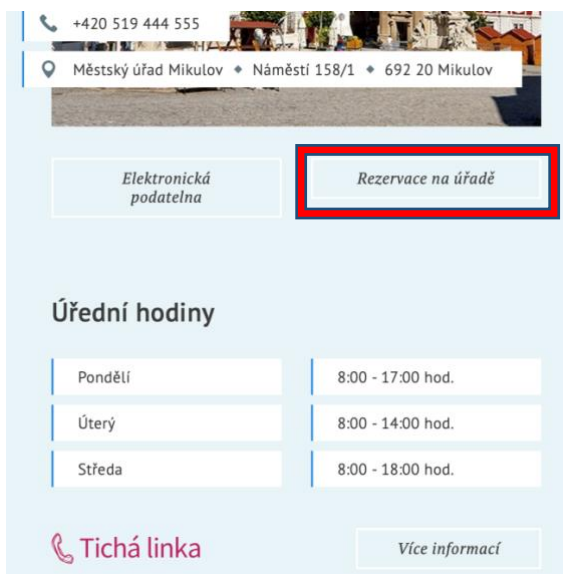 +420 519 444 555
Městský úřad Mikulov ◆ Náměstí 158/1 ◆ 692 20 Mikulov
Elektronická
podatelna
Rezervace na úřadě
Úřední hodiny
Pondělí 8:00 - 17:00 hod.
Úterý 8:00 - 14:00 hod.
Středa 8:00 - 18:00 hod.
Tichá linka
Více informací